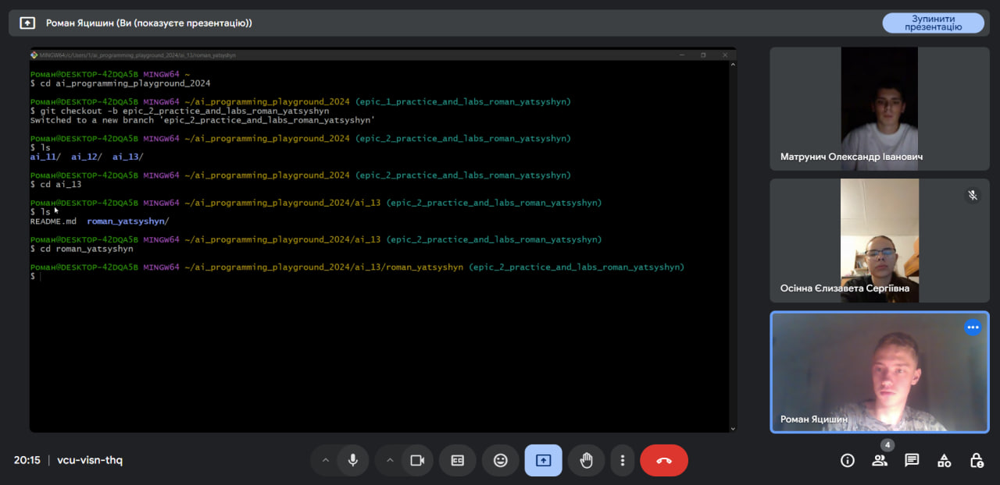 Роман Яцишин (Ви (показуєте презентацію))
Зупинити
презентацію
MINGW64:/c/Users/1/ai_programming_playground_2024/ai_13/roman_yatsyshyn
Роман@DESKTOP-42DQA5B MINGW64 ~
$ cd ai_programming_playground_2024
Роман@DESKTOP-42DQA5B MINGW64 ~/ai_programming_playground_2024 (epic_1_practice_and_labs_roman_yatsyshyn)
$ git checkout -b epic_2_practice_and_labs_roman_yatsyshyn
Switched to a new branch 'epic_2_practice_and_labs_roman_yatsyshyn'
Роман@DESKTOP-42DQA5B MINGW64 ~/ai_programming_playground_2024 (epic_2_practice_and_labs_roman_yatsyshyn)
$ ls
ai_11/ ai_12/ ai_13/
Роман@DESKTOP-42DQA5B MINGW64 ~/ai_programming_playground_2024 (epic_2_practice_and_labs_roman_yatsyshyn)
$ cd ai_13
Роман@DESKTOP-42DQA5B MINGW64 ~/ai_programming_playground_2024/ai_13 (epic_2_practice_and_labs_roman_yatsyshyn)
$ ls
README.md roman_yatsyshyn/
Роман@DESKTOP-42DQA5B MINGW64 ~/ai_programming_playground_2024/ai_13 (epic_2_practice_and_labs_roman_yatsyshyn)
$ cd roman_yatsyshyn
Роман@DESKTOP-42DQA5B MINGW64 ~/ai_programming_playground_2024/ai_13/roman_yatsyshyn (epic_2_practice_and_labs_roman_yatsyshyn)
$
Матрунич Олександр Іванович
Осінна Єлизавета Сергіївна
Роман Яцишин
20:15 | vcu-visn-thq
4